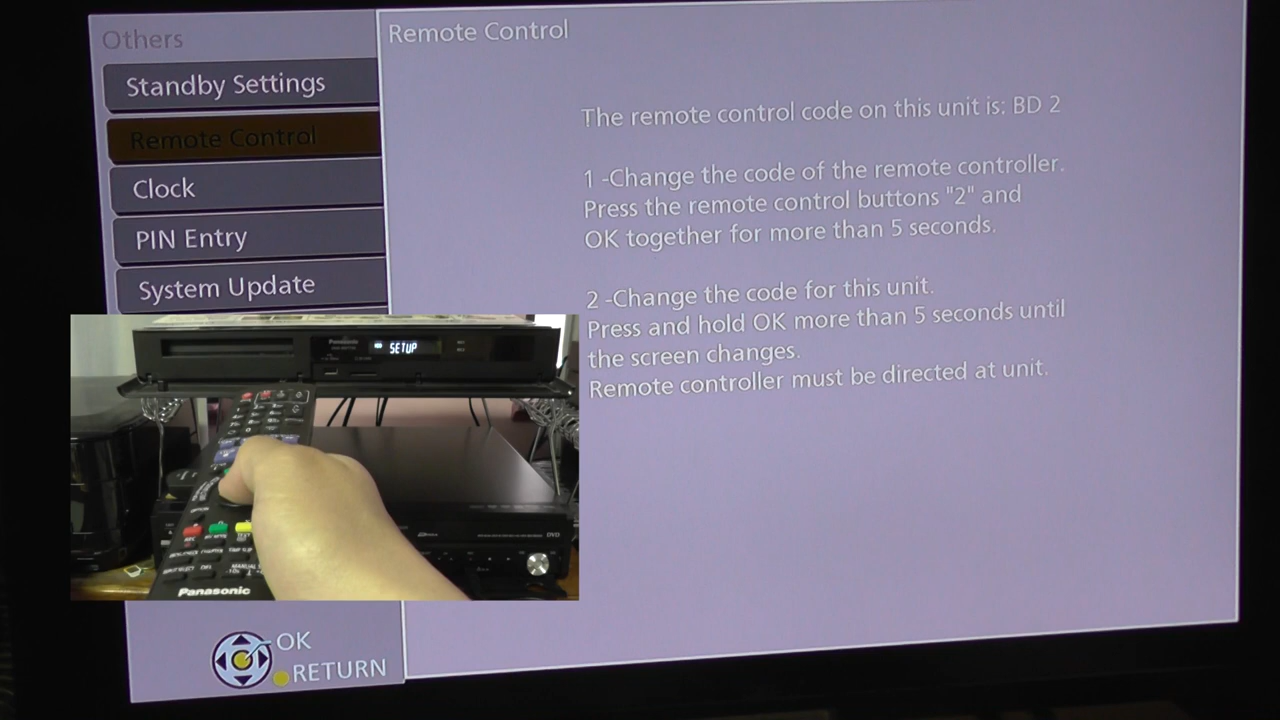 Others
Standby Settings
Remote Control
Clock
PIN Entry
System Update
Remote Control
The remote control code on this unit is: BD 2
1 -Change the code of the remote controller.
Press the remote control buttons "2" and
OK together for more than 5 seconds.
2 -Change the code for this unit.
Press and hold OK more than 5 seconds until
the screen changes.
Remote controller must be directed at unit.
Panasonic
SETUP
DVD
Panasonic
OK
RETURN